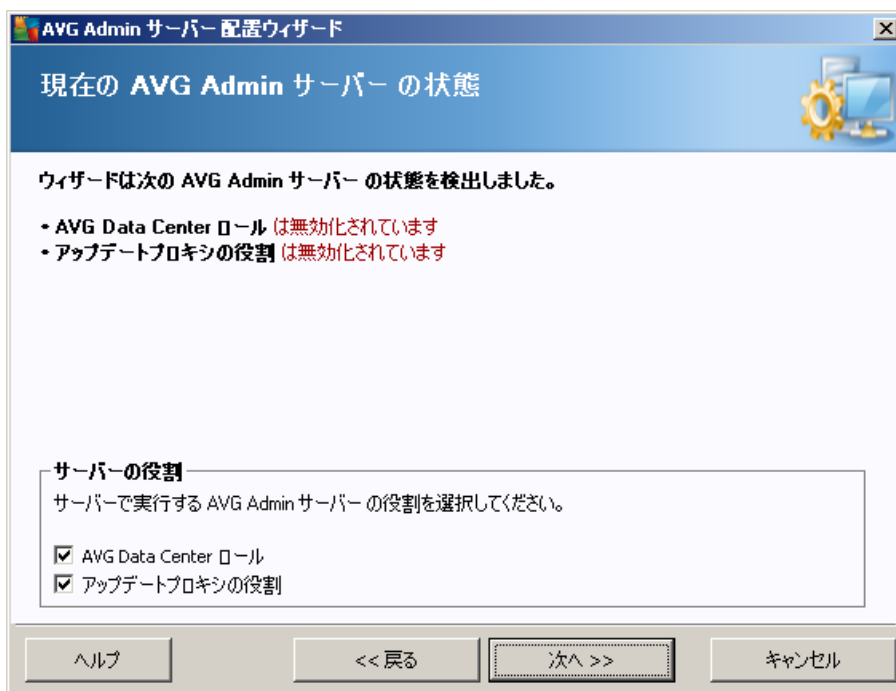 AVG Admin サーバー 配置ウィザード
現在の AVG Admin サーバー の状態
ウィザードは次の AVG Admin サーバー の状態を検出しました。
• AVG Data Center ロール は無効化されています
• アップデートプロキシの役割 は無効化されています
サーバーの役割
サーバーで実行する AVG Admin サーバー の役割を選択してください。
AVG Data Center ロール
アップデートプロキシの役割
ヘルプ
<< 戻る
次へ >>
キャンセル